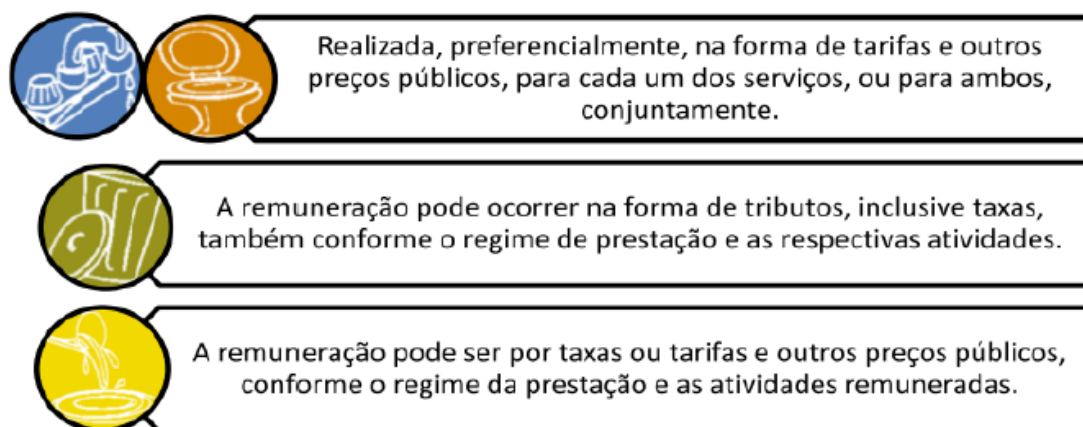 Realizada, preferencialmente, na forma de tarifas e outros
preços públicos, para cada um dos serviços, ou para ambos,
conjuntamente.
A remuneração pode ocorrer na forma de tributos, inclusive taxas,
também conforme o regime de prestação e as respectivas atividades.
A remuneração pode ser por taxas ou tarifas e outros preços públicos,
conforme o regime da prestação e as atividades remuneradas.